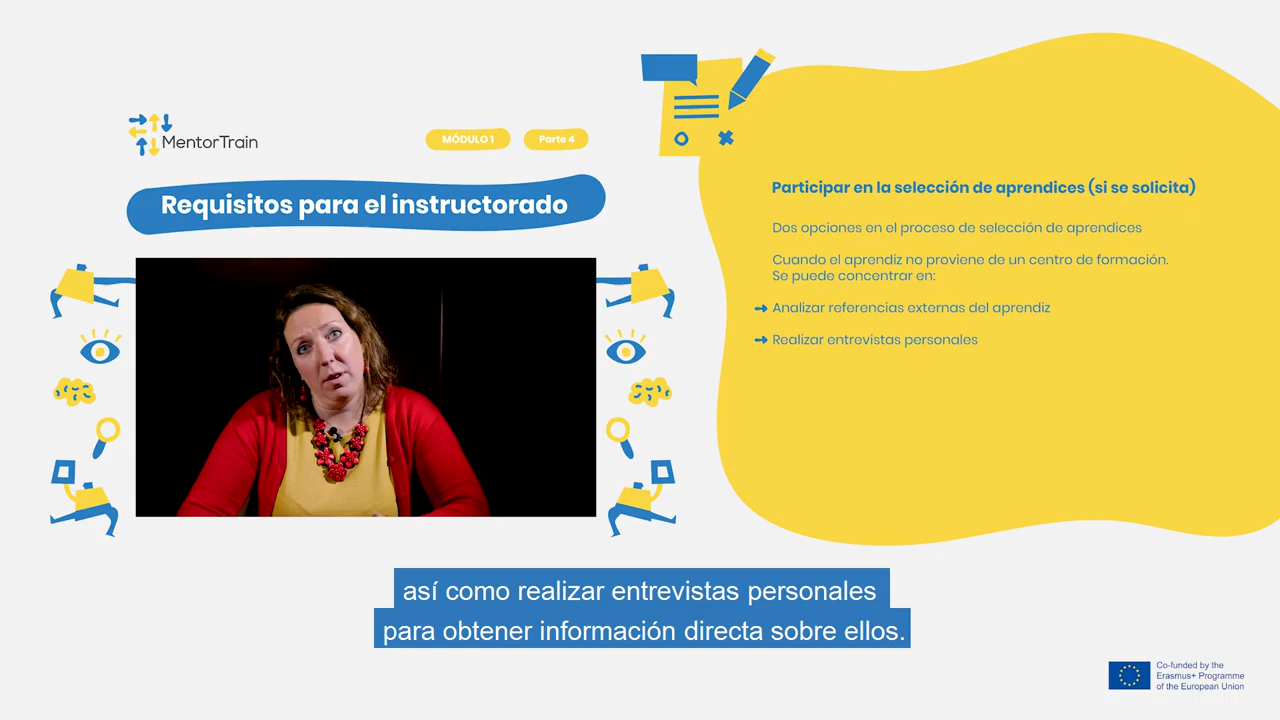 MentorTrain
MÓDULO 1
Parte 4
Requisitos para el instructorado
Participar en la selección de aprendices (si se solicita)
Dos opciones en el proceso de selección de aprendices
Cuando el aprendiz no proviene de un centro de formación.
Se puede concentrar en:
Analizar referencias externas del aprendiz
Realizar entrevistas personales
así como realizar entrevistas personales
para obtener información directa sobre ellos.
Co-funded by the
Erasmus+ Programme
of the European Union